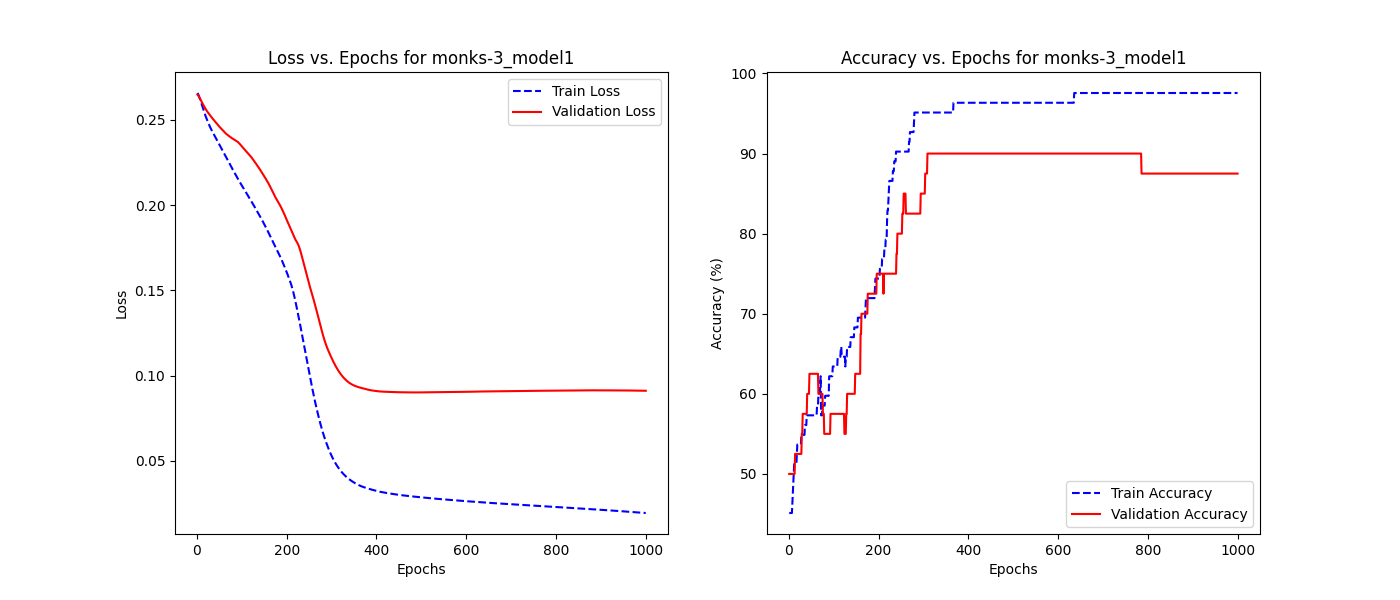 Loss vs. Epochs for monks-3_model1
Train Loss
Validation Loss
0.25
0.20
0.15
0.10
0.05
Loss
0 200 400 600 800 1000
Epochs
Accuracy vs. Epochs for monks-3_model1
100
90
80
70
60
50
Accuracy (%)
Train Accuracy
Validation Accuracy
0 200 400 600 800 1000
Epochs